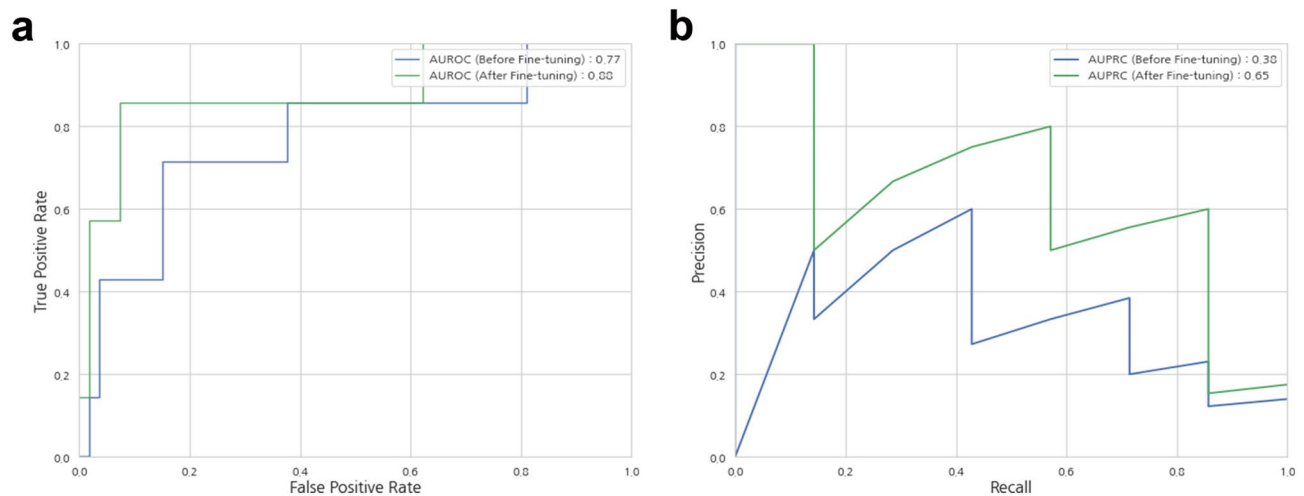 a
1.0
0.8
0.6
0.4
0.2
0.0
True Positive Rate
0.0 0.2 0.4 0.6 0.8 1.0
False Positive Rate
AUROC (Before Fine-tuning) : 0.77
AUROC (After Fine-tuning) : 0.88
b
1.0
0.8
0.6
0.4
0.2
0.0
Precision
0.0 0.2 0.4 0.6 0.8 1.0
Recall
AUPRC (Before Fine-tuning) : 0.38
AUPRC (After Fine-tuning) : 0.65